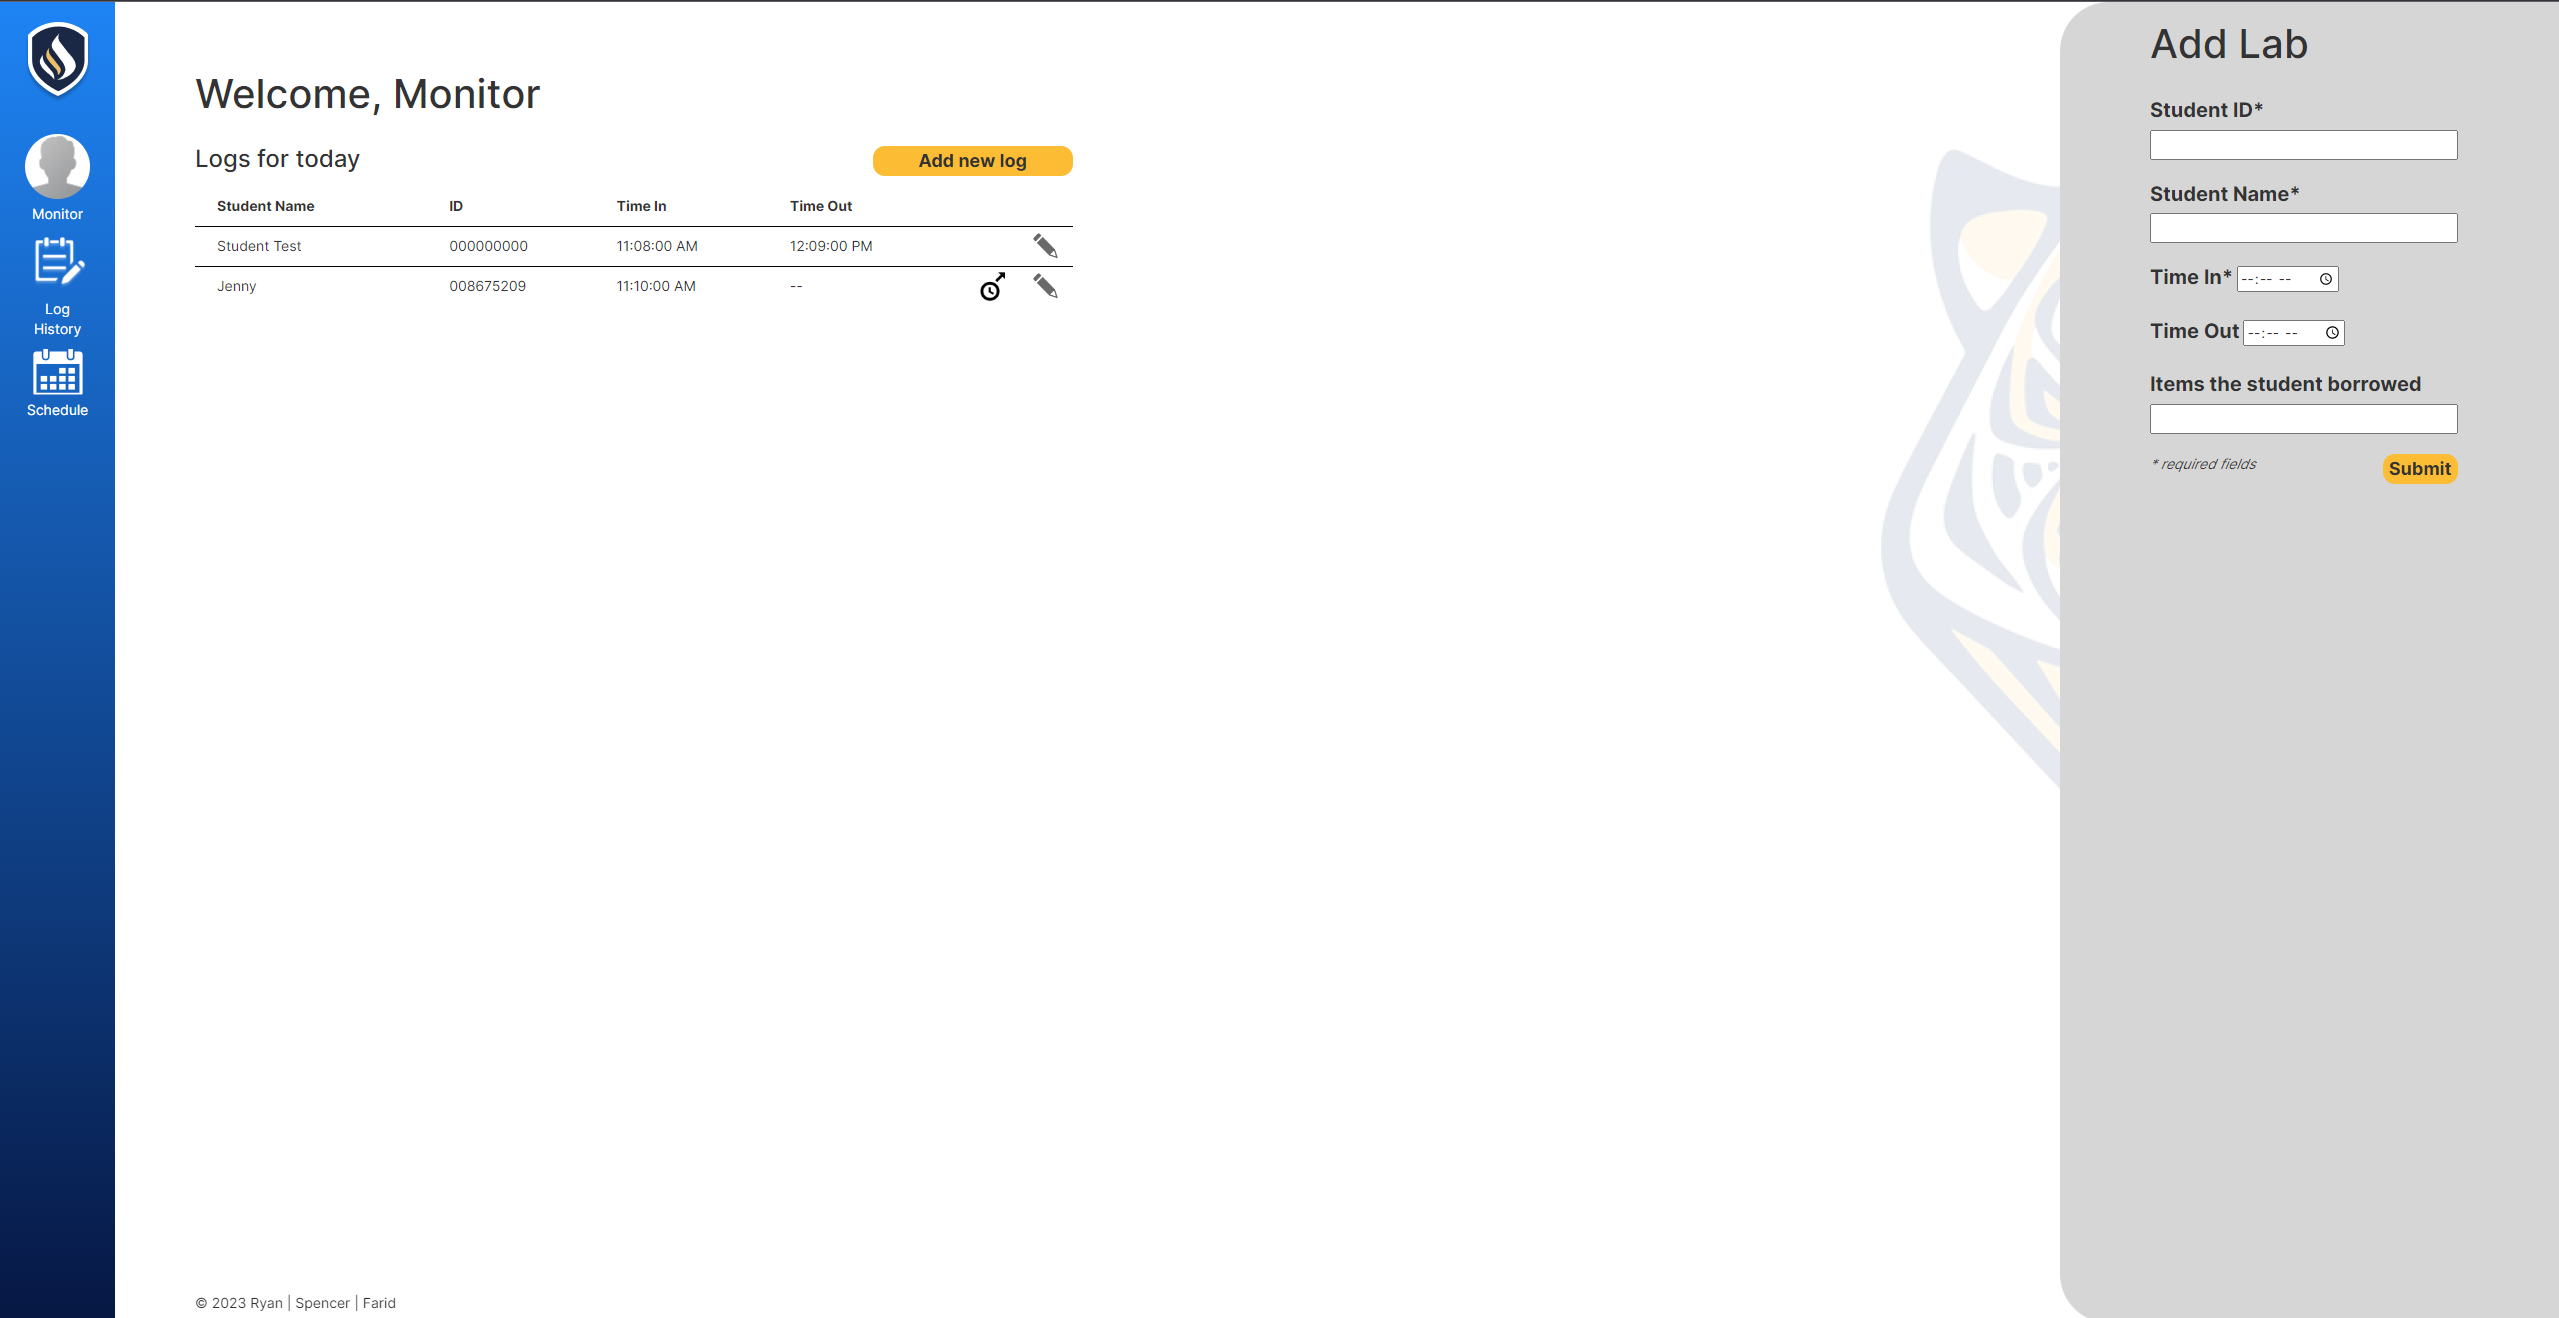 Monitor
Log
History
Schedule
Welcome, Monitor
Logs for today
Add new log
Student Name ID Time In Time Out
Student Test 000000000 11:08:00 AM 12:09:00 PM
Jenny 008675209 11:10:00 AM --
© 2023 Ryan | Spencer | Farid
Add Lab
Student ID*
Student Name*
Time In* --:-- --
Time Out --:-- --
Items the student borrowed
* required fields
Submit